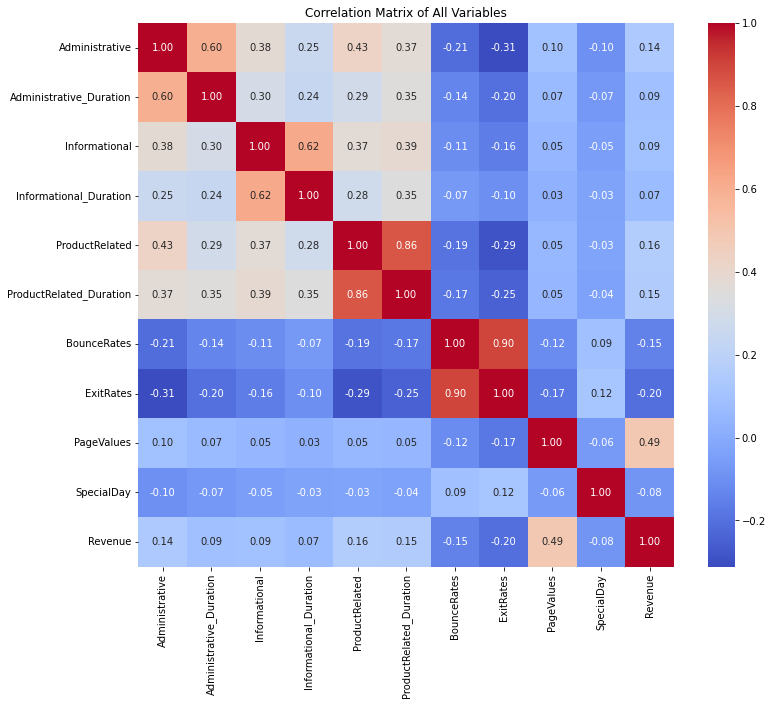 Correlation Matrix of All Variables
Administrative 1.00 0.60 0.38 0.25 0.43 0.37 -0.21 -0.31 0.10 -0.10 0.14
Administrative_Duration 0.60 1.00 0.30 0.24 0.29 0.35 -0.14 -0.20 0.07 -0.07 0.09
Informational 0.38 0.30 1.00 0.62 0.37 0.39 -0.11 -0.16 0.05 -0.05 0.09
Informational_Duration 0.25 0.24 0.62 1.00 0.28 0.35 -0.07 -0.10 0.03 -0.03 0.07
ProductRelated 0.43 0.29 0.37 0.28 1.00 0.86 -0.19 -0.29 0.05 -0.03 0.16
ProductRelated_Duration 0.37 0.35 0.39 0.35 0.86 1.00 -0.17 -0.25 0.05 -0.04 0.15
BounceRates -0.21 -0.14 -0.11 -0.07 -0.19 -0.17 1.00 0.90 -0.12 0.09 -0.15
ExitRates -0.31 -0.20 -0.16 -0.10 -0.29 -0.25 0.90 1.00 -0.17 0.12 -0.20
PageValues 0.10 0.07 0.05 0.03 0.05 0.05 -0.12 -0.17 1.00 -0.06 0.49
SpecialDay -0.10 -0.07 -0.05 -0.03 -0.03 -0.04 0.09 0.12 -0.06 1.00 -0.08
Revenue 0.14 0.09 0.09 0.07 0.16 0.15 -0.15 -0.20 0.49 -0.08 1.00
Administrative
Administrative_Duration
Informational
Informational_Duration
ProductRelated
ProductRelated_Duration
BounceRates
ExitRates
PageValues
SpecialDay
Revenue
1.0
0.8
0.6
0.4
0.2
0.0
−0.2